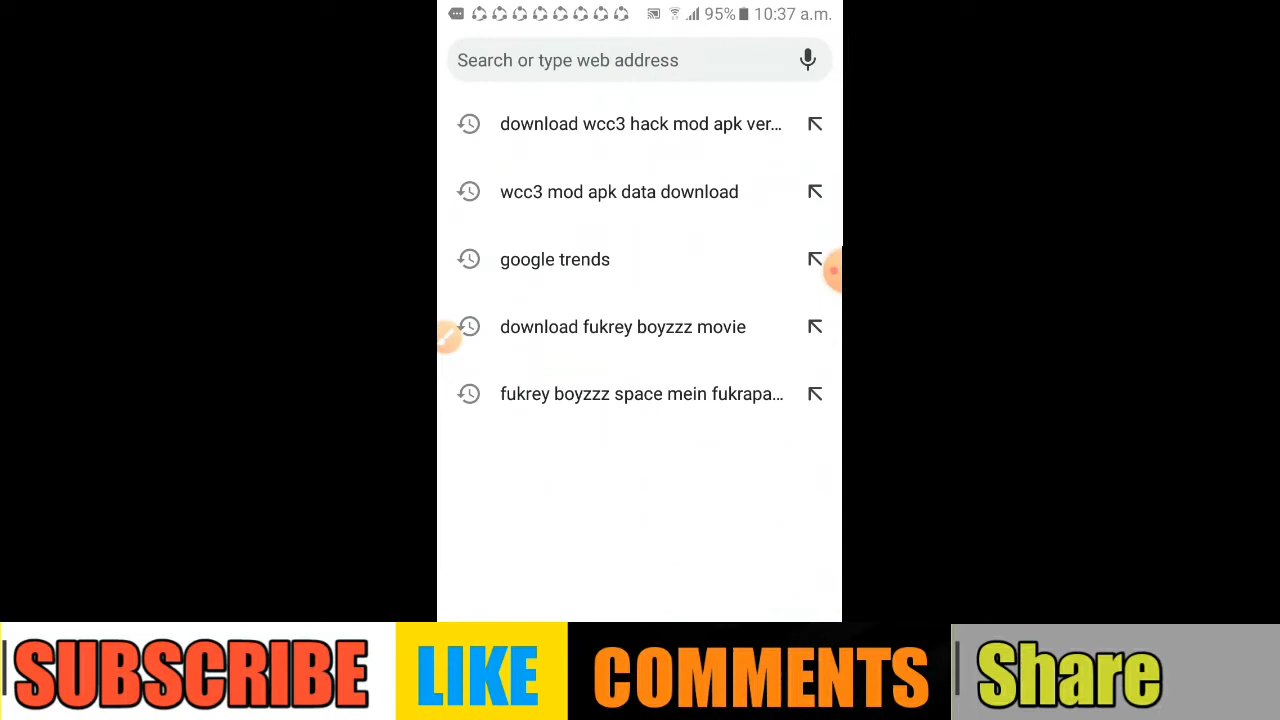 95% 10:37 a.m.
Search or type web address
download wcc3 hack mod apk ver...
wcc3 mod apk data download
google trends
download fukrey boyzzz movie
fukrey boyzzz space mein fukrapa...
SUBSCRIBE LIKE COMMENTS Share